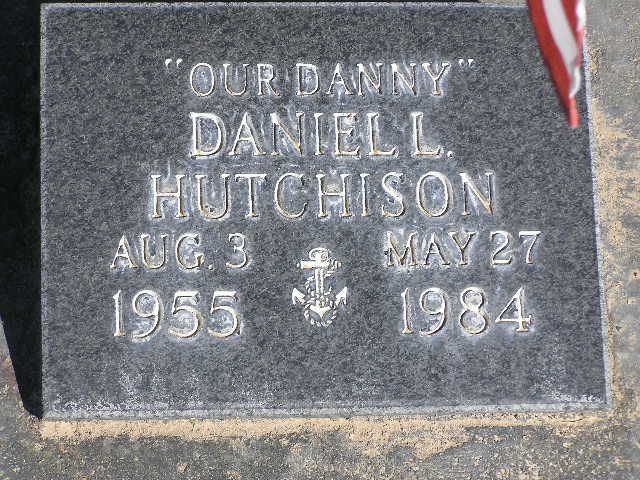 "OUR DANNY"
DANIEL L.
HUTCHISON
AUG. 3 MAY 27
1955 1984